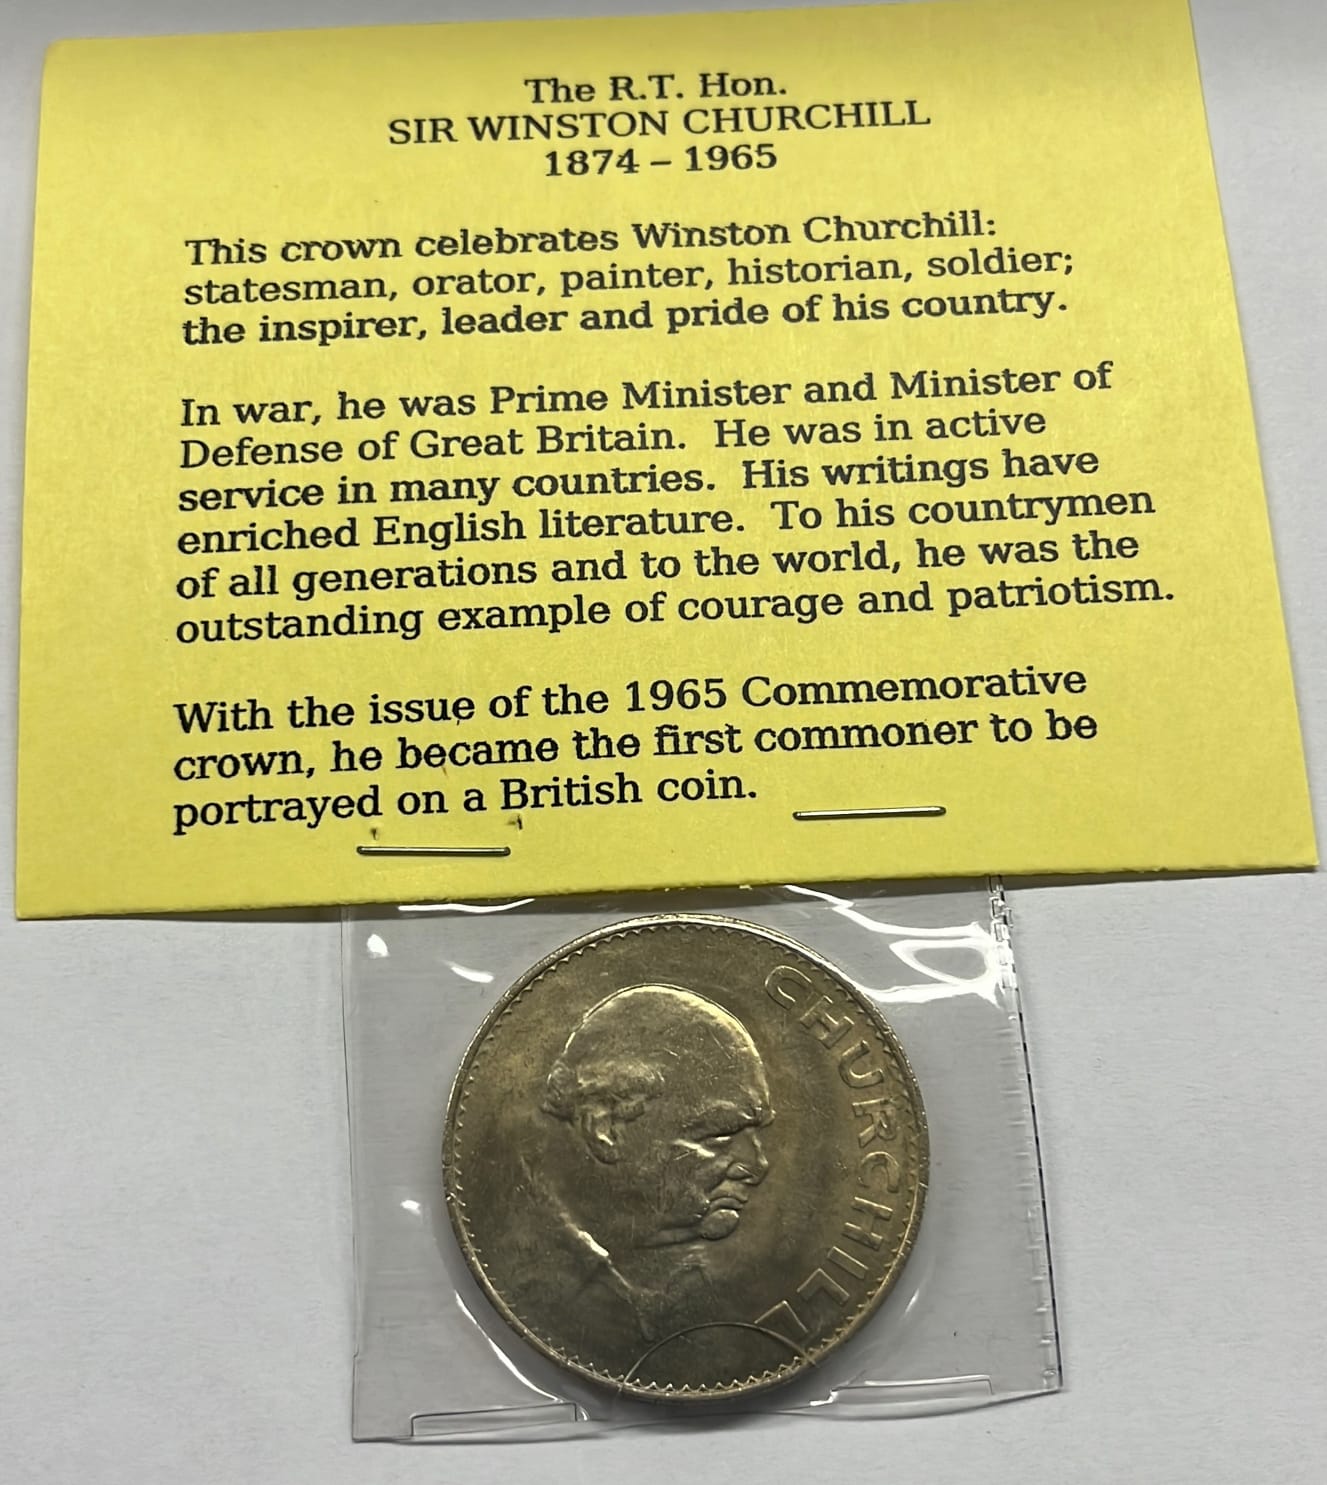 The R.T. Hon.
SIR WINSTON CHURCHILL
1874 – 1965
This crown celebrates Winston Churchill:
statesman, orator, painter, historian, soldier;
the inspirer, leader and pride of his country.
In war, he was Prime Minister and Minister of
Defense of Great Britain. He was in active
service in many countries. His writings have
enriched English literature. To his countrymen
of all generations and to the world, he was the
outstanding example of courage and patriotism.
With the issue of the 1965 Commemorative
crown, he became the first commoner to be
portrayed on a British coin.
CHURCHILL